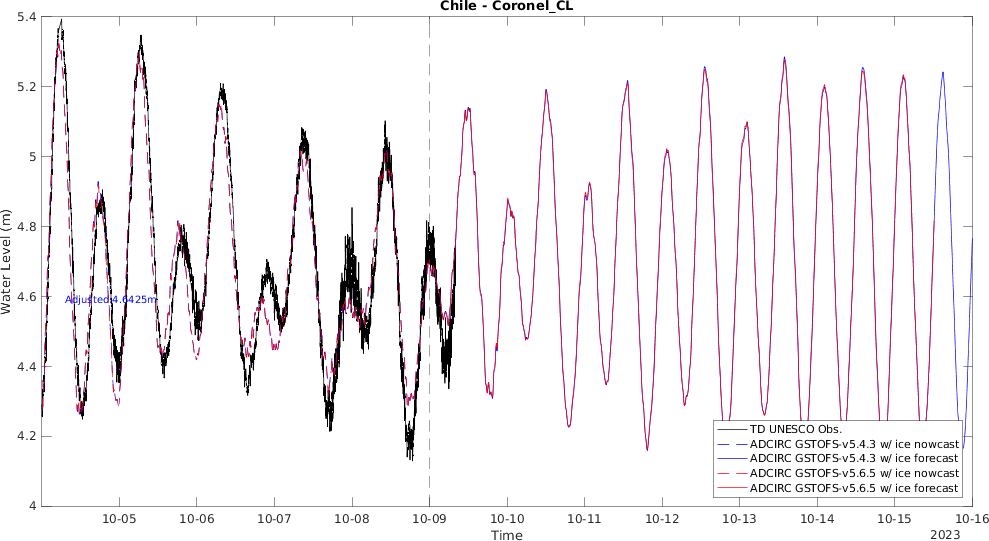 Chile - Coronel_CL
5.4
5.2
5
4.8
4.6
4.4
4.2
4
Water Level (m)
Adjusted:4.6425m
TD UNESCO Obs.
ADCIRC GSTOFS-v5.4.3 w/ ice nowcast
ADCIRC GSTOFS-v5.4.3 w/ ice forecast
ADCIRC GSTOFS-v5.6.5 w/ ice nowcast
ADCIRC GSTOFS-v5.6.5 w/ ice forecast
10-05 10-06 10-07 10-08 10-09 10-10 10-11 10-12 10-13 10-14 10-15 10-16
Time
2023